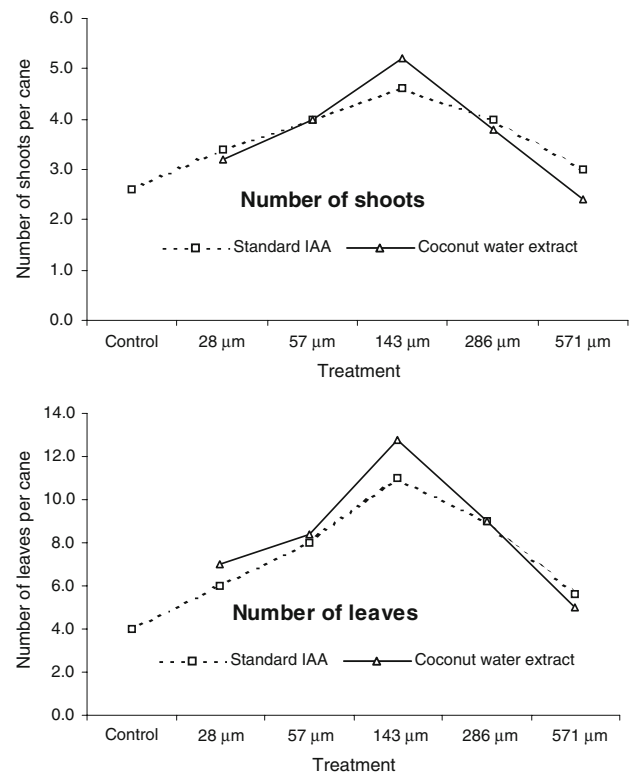 6.0
5.0
4.0
3.0
2.0
1.0
0.0
Number of shoots per cane
Number of shoots
Standard IAA Coconut water extract
Control 28 µm 57 µm 143 µm 286 µm 571 µm
Treatment
14.0
12.0
10.0
8.0
6.0
4.0
2.0
0.0
Number of leaves per cane
Number of leaves
Standard IAA Coconut water extract
Control 28 µm 57 µm 143 µm 286 µm 571 µm
Treatment